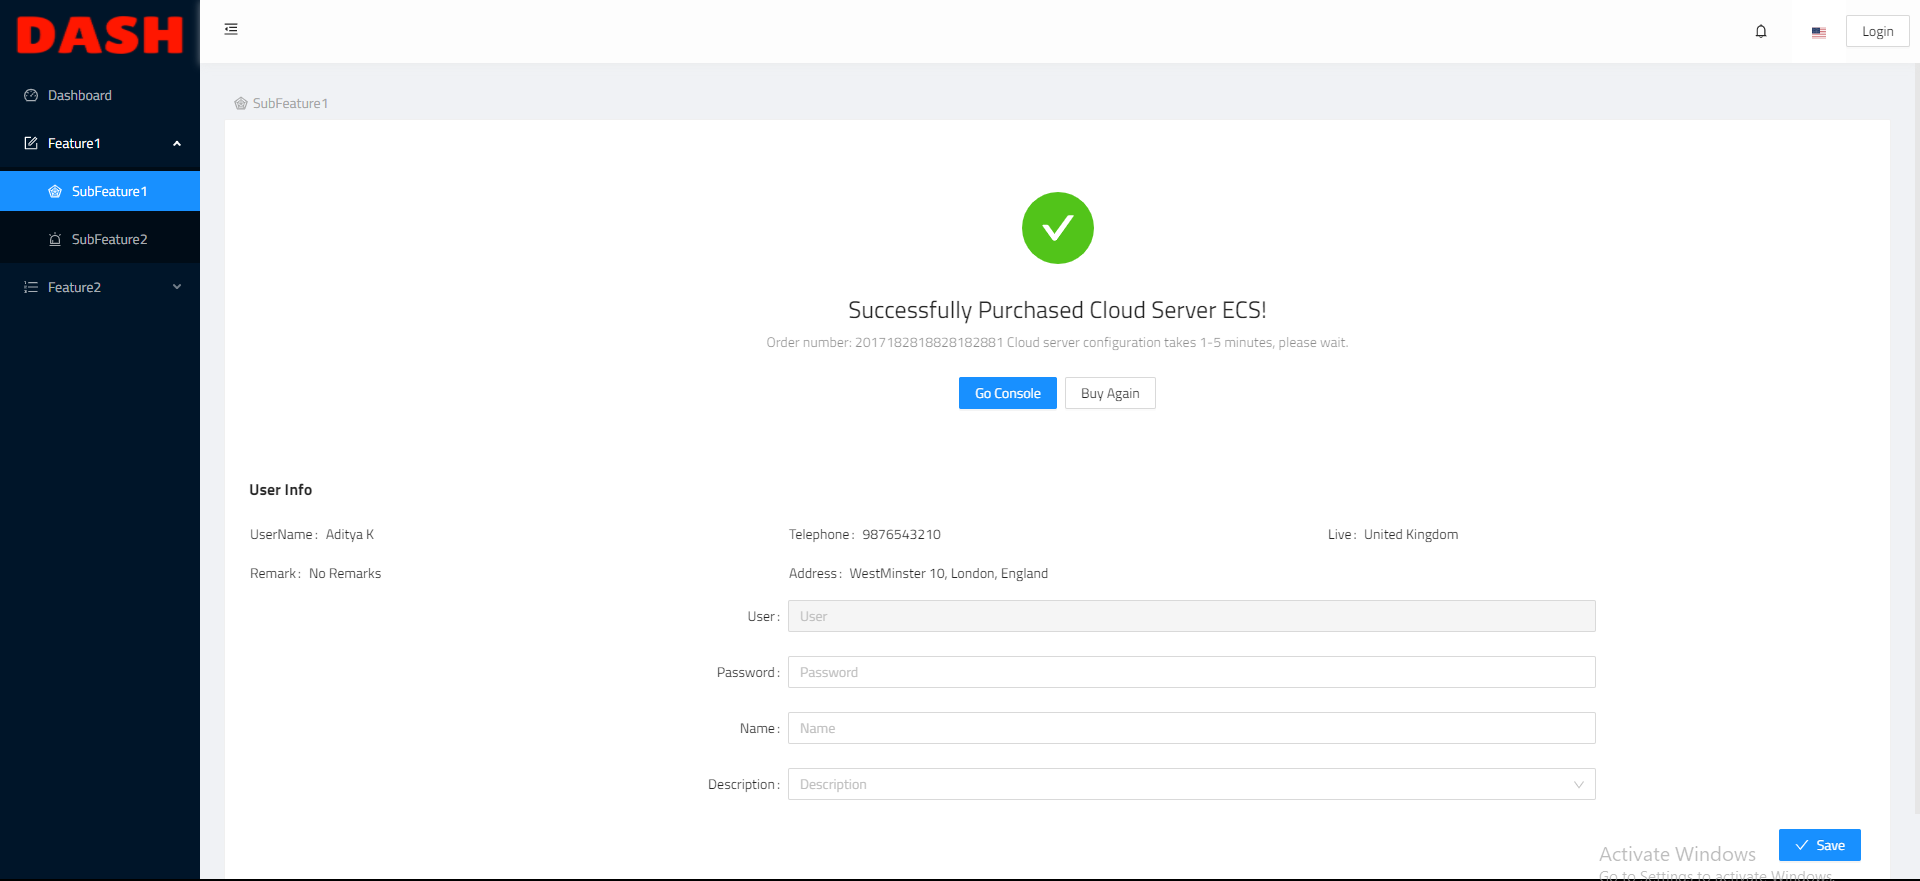 DASH
Login
Dashboard
Feature1
SubFeature1
SubFeature2
Feature2
SubFeature1
Successfully Purchased Cloud Server ECS!
Order number: 2017182818828182881 Cloud server configuration takes 1-5 minutes, please wait.
Go Console
Buy Again
User Info
UserName : Aditya K
Telephone : 9876543210
Live : United Kingdom
Remark : No Remarks
Address : WestMinster 10, London, England
User : User
Password : Password
Name : Name
Description : Description
Save
Activate Windows
Go to Settings to activate Windows.